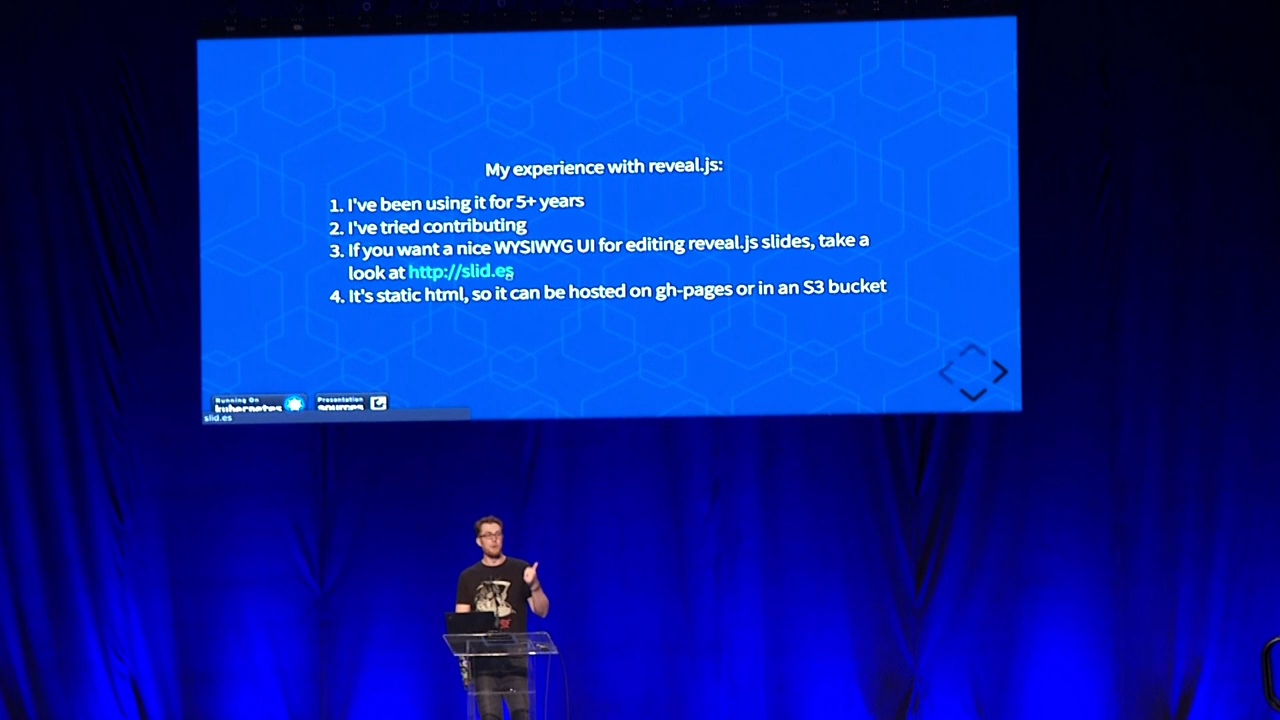 My experience with reveal.js:
1. I've been using it for 5+ years
2. I've tried contributing
3. If you want a nice WYSIWYG UI for editing reveal.js slides, take a
look at http://slid.es
4. It's static html, so it can be hosted on gh-pages or in an S3 bucket
Running On
kubernetes
Presentation
sources
slid.es